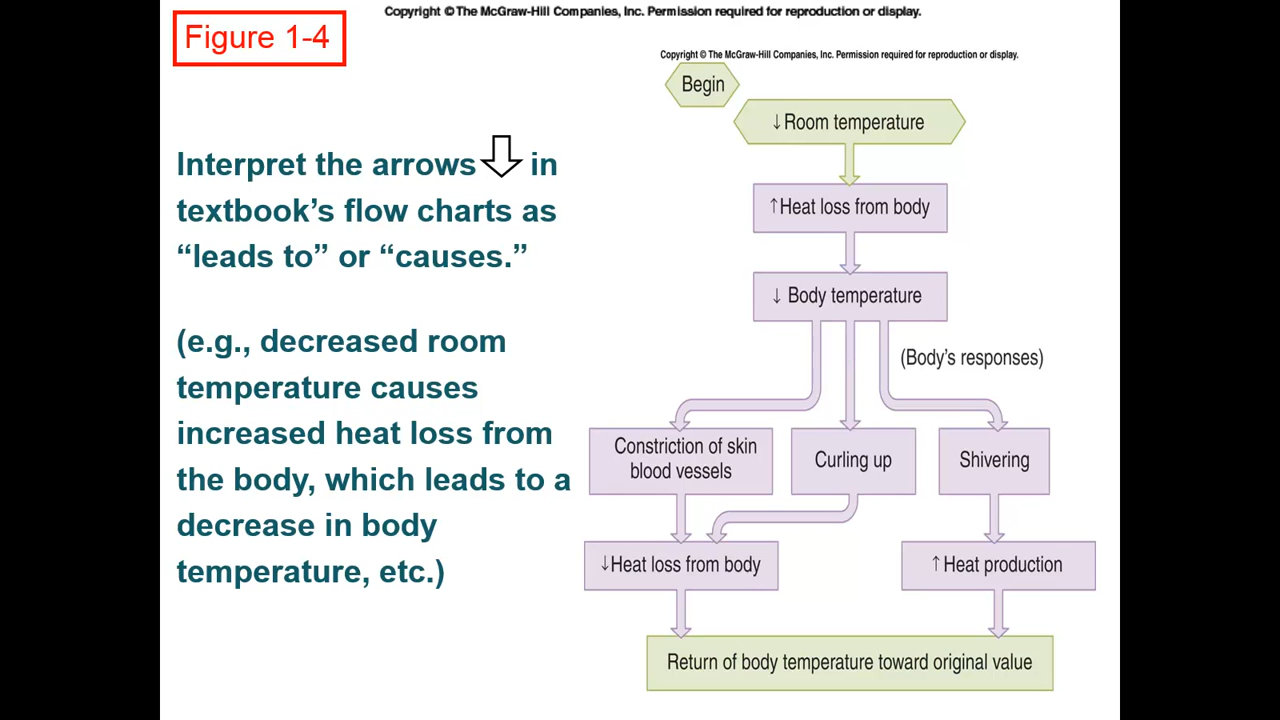 Copyright © The McGraw-Hill Companies, Inc. Permission required for reproduction or display.
Figure 1-4
Copyright © The McGraw-Hill Companies, Inc. Permission required for reproduction or display.
Begin
↓ Room temperature
↑ Heat loss from body
↓ Body temperature
(Body's responses)
Constriction of skin
blood vessels
Curling up
Shivering
↓ Heat loss from body
↑ Heat production
Return of body temperature toward original value
Interpret the arrows ⇩ in
textbook’s flow charts as
“leads to” or “causes.”
(e.g., decreased room
temperature causes
increased heat loss from
the body, which leads to a
decrease in body
temperature, etc.)